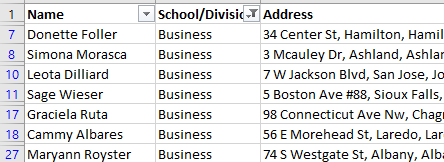 1 Name School/Divisio Address
7 Donette Foller Business 34 Center St, Hamilton, Hamil
8 Simona Morasca Business 3 Mcauley Dr, Ashland, Ashlan
10 Leota Dilliard Business 7 W Jackson Blvd, San Jose, Jo
11 Sage Wieser Business 5 Boston Ave #88, Sioux Falls,
17 Graciela Ruta Business 98 Connecticut Ave Nw, Chagr
18 Cammy Albares Business 56 E Morehead St, Laredo, Lar
27 Maryann Royster Business 74 S Westgate St, Albany, Alba